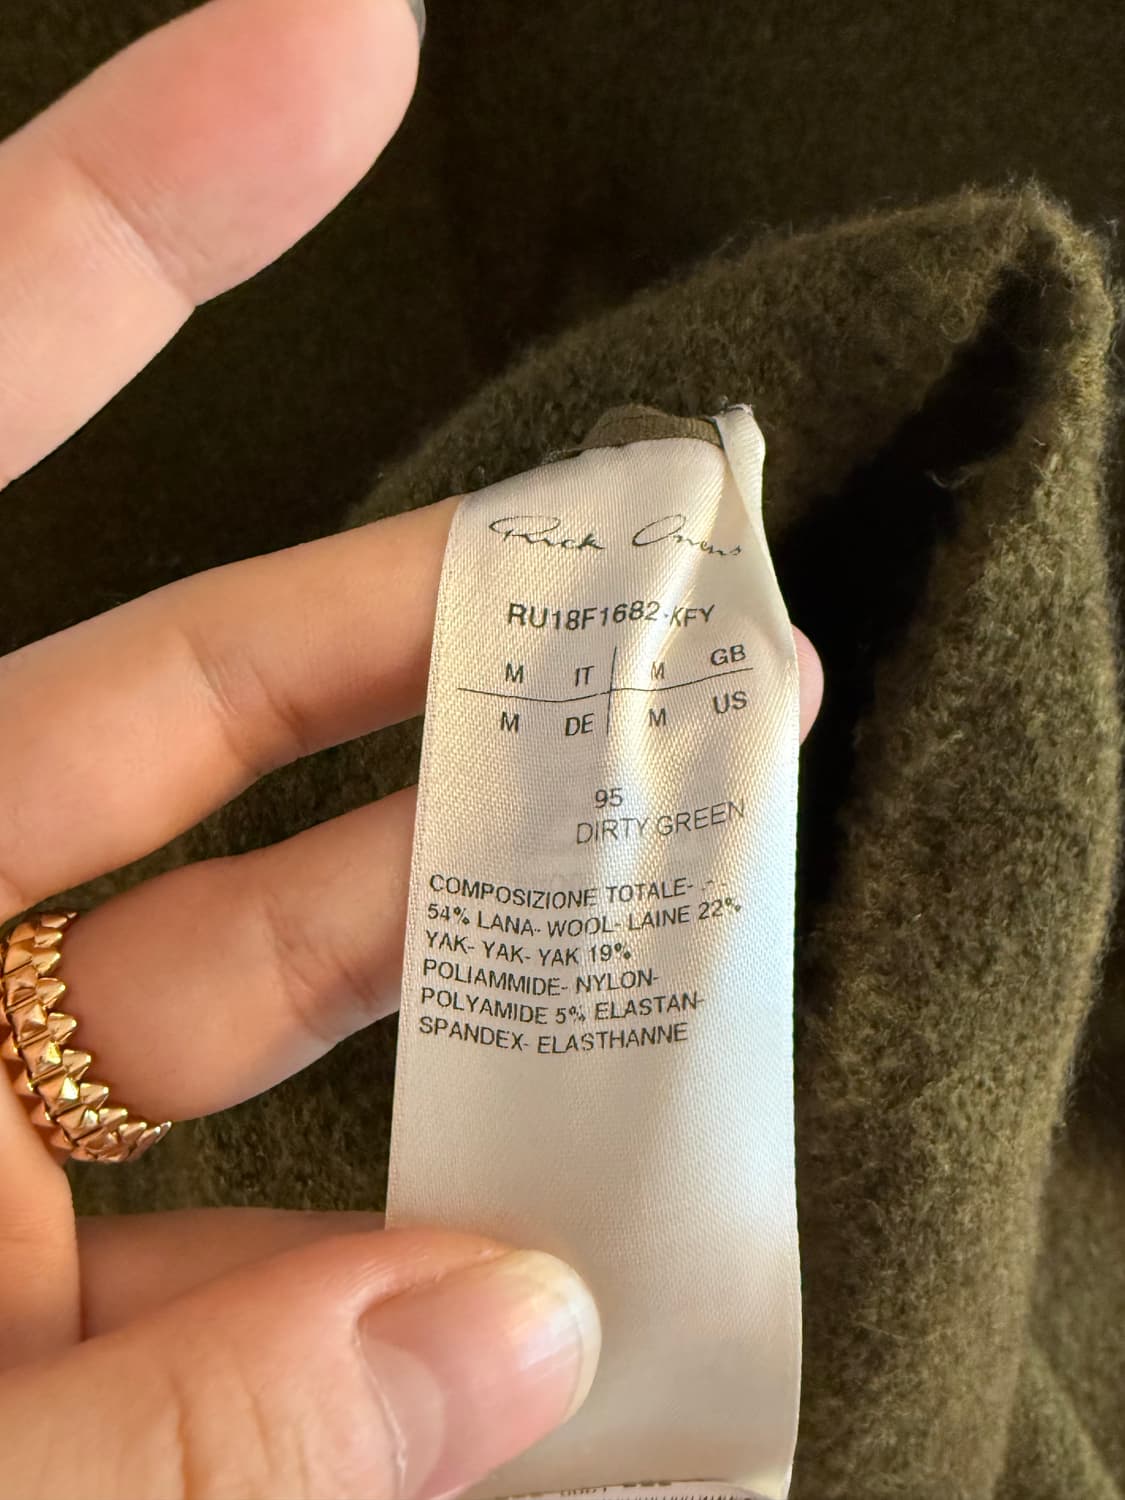 Rick Owens
RU18F1682-KFY
M IT M GB
M DE M US
95
DIRTY GREEN
COMPOSIZIONE TOTALE- .- -
54% LANA- WOOL- LAINE 22%
YAK- YAK- YAK 19%
POLIAMMIDE- NYLON-
POLYAMIDE 5% ELASTAN-
SPANDEX- ELASTHANNE